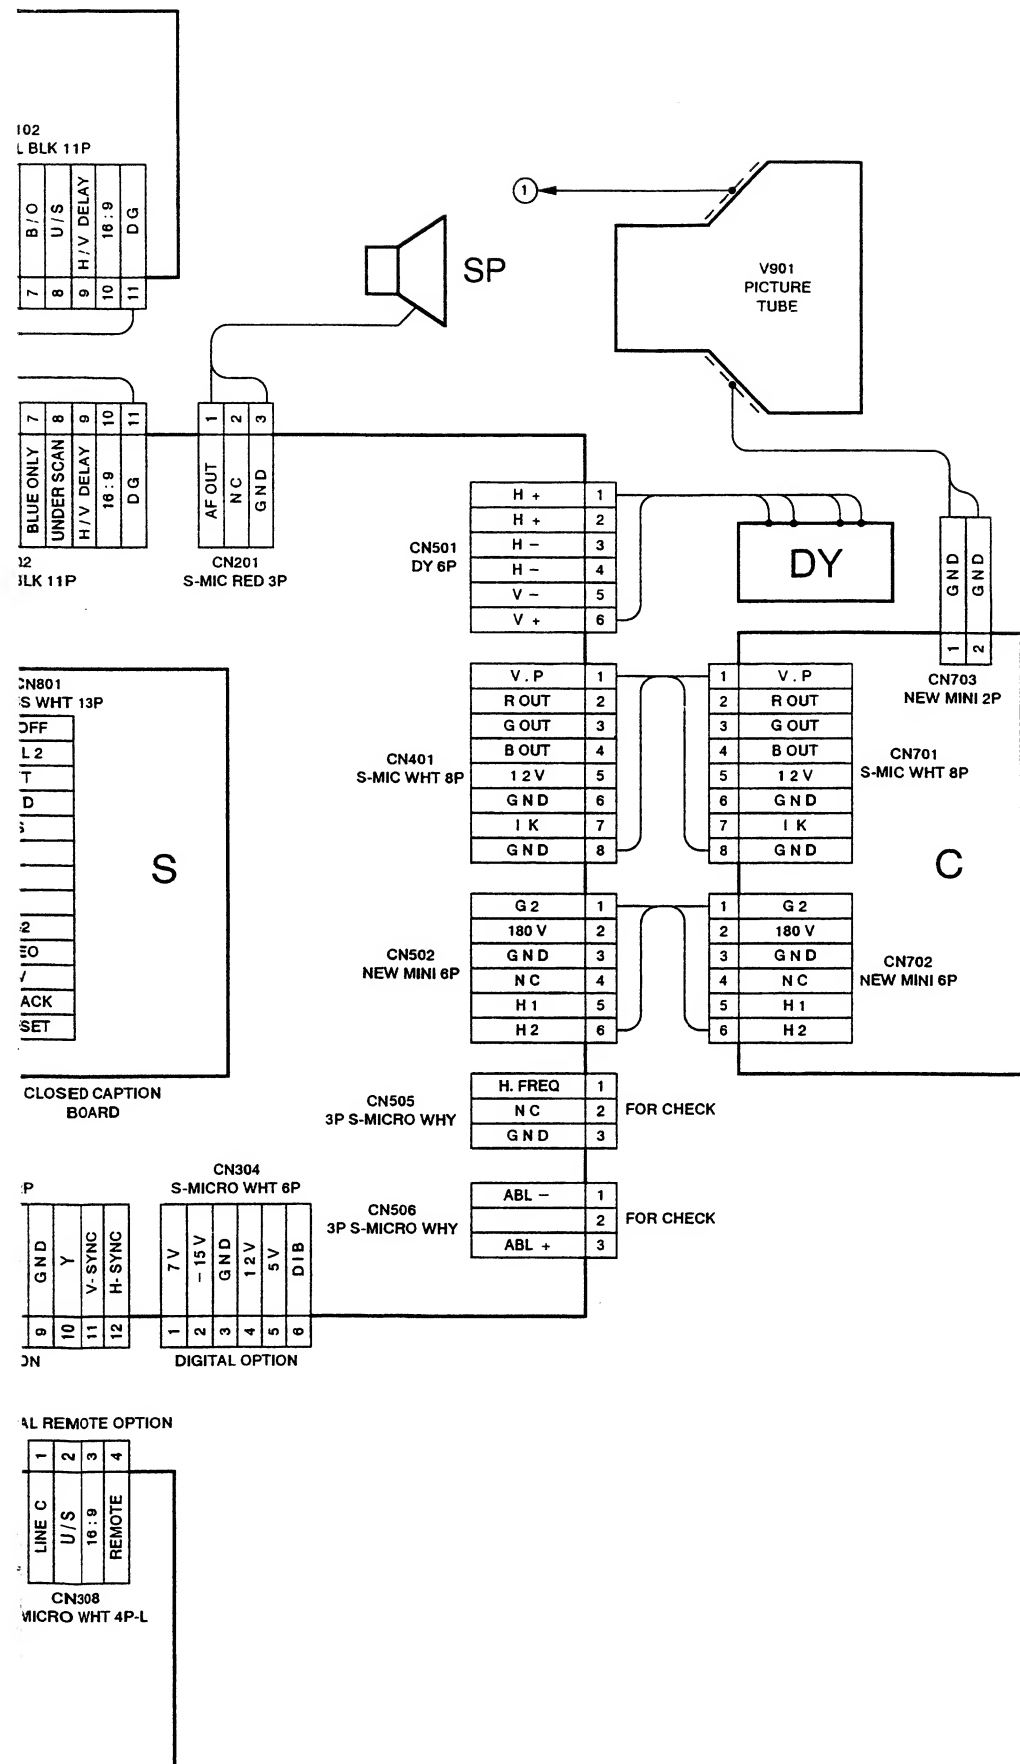 L BLK 11P
B/O
U/S
H/V DELAY
16:9
DG
7
8
9
10
11
SP
1
V901
PICTURE
TUBE
7
8
9
10
11
BLUE ONLY
UNDER SCAN
H/V DELAY
16:9
DG
BLK 11P
1
2
3
AF OUT
NC
GND
CN201
S-MIC RED 3P
CN501
DY 6P
H + 1
H + 2
H - 3
H - 4
V - 5
V + 6
DY
GND
GND
1
2
CN703
NEW MINI 2P
CN801
S WHT 13P
OFF
L 2
T
D
S
EO
ACK
SET
S
CLOSED CAPTION
BOARD
CN401
S-MIC WHT 8P
V.P 1
R OUT 2
G OUT 3
B OUT 4
12V 5
GND 6
IK 7
GND 8
1 V.P
2 R OUT
3 G OUT
4 B OUT
5 12V
6 GND
7 IK
8 GND
CN701
S-MIC WHT 8P
C
CN502
NEW MINI 6P
G2 1
180 V 2
GND 3
NC 4
H1 5
H2 6
1 G2
2 180 V
3 GND
4 NC
5 H1
6 H2
CN702
NEW MINI 6P
CN505
3P S-MICRO WHY
H. FREQ 1
NC 2
GND 3
FOR CHECK
CN506
3P S-MICRO WHY
ABL - 1
2
ABL + 3
FOR CHECK
GND
Y
V-SYNC
H-SYNC
9
10
11
12
ON
CN304
S-MICRO WHT 6P
7V
-15V
GND
12V
5V
DIB
1
2
3
4
5
6
DIGITAL OPTION
AL REMOTE OPTION
1
2
3
4
LINE C
U/S
16:9
REMOTE
CN308
MICRO WHT 4P-L